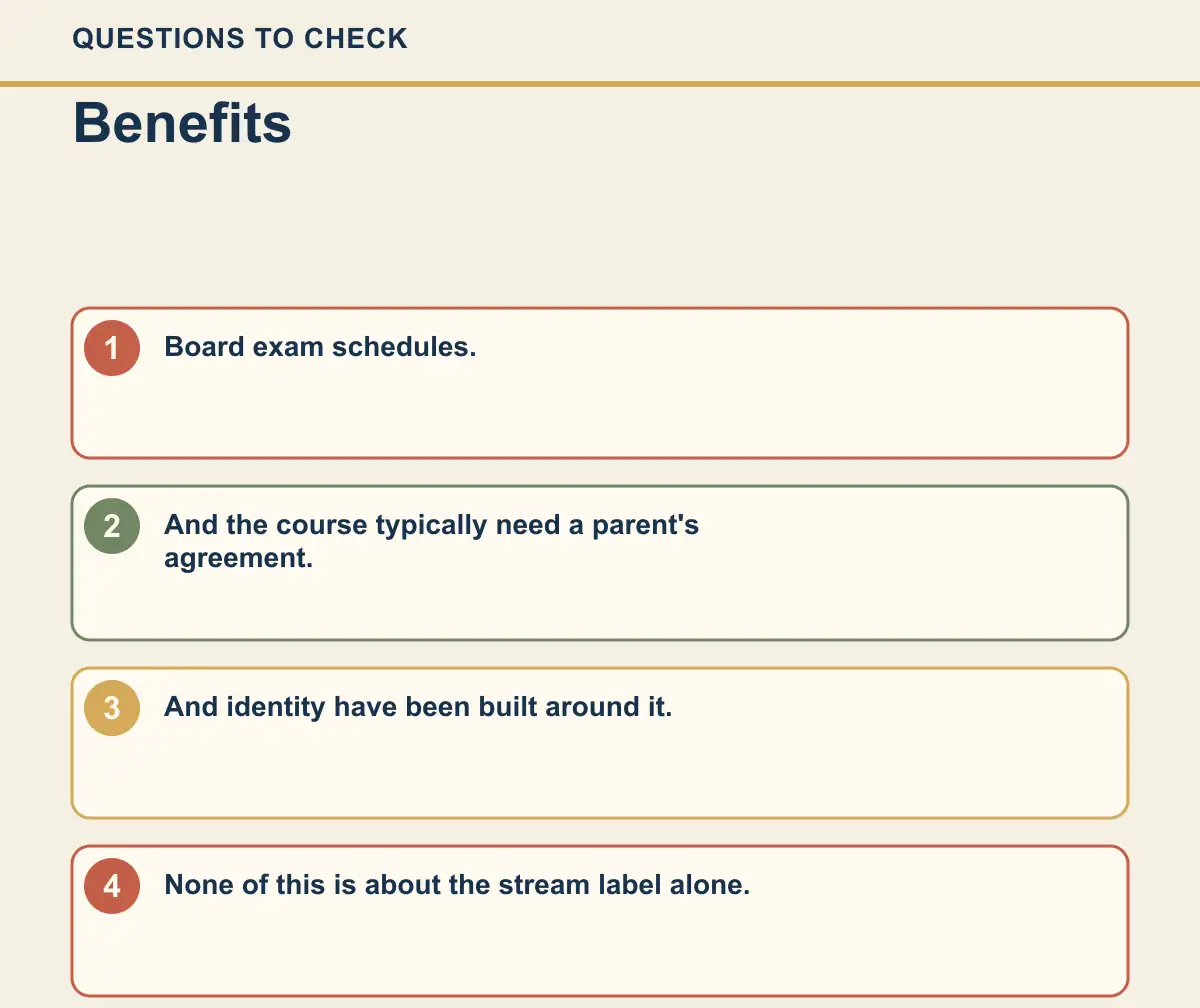 QUESTIONS TO CHECK
Benefits
1
Board exam schedules.
2
And the course typically need a parent's
agreement.
3
And identity have been built around it.
4
None of this is about the stream label alone.